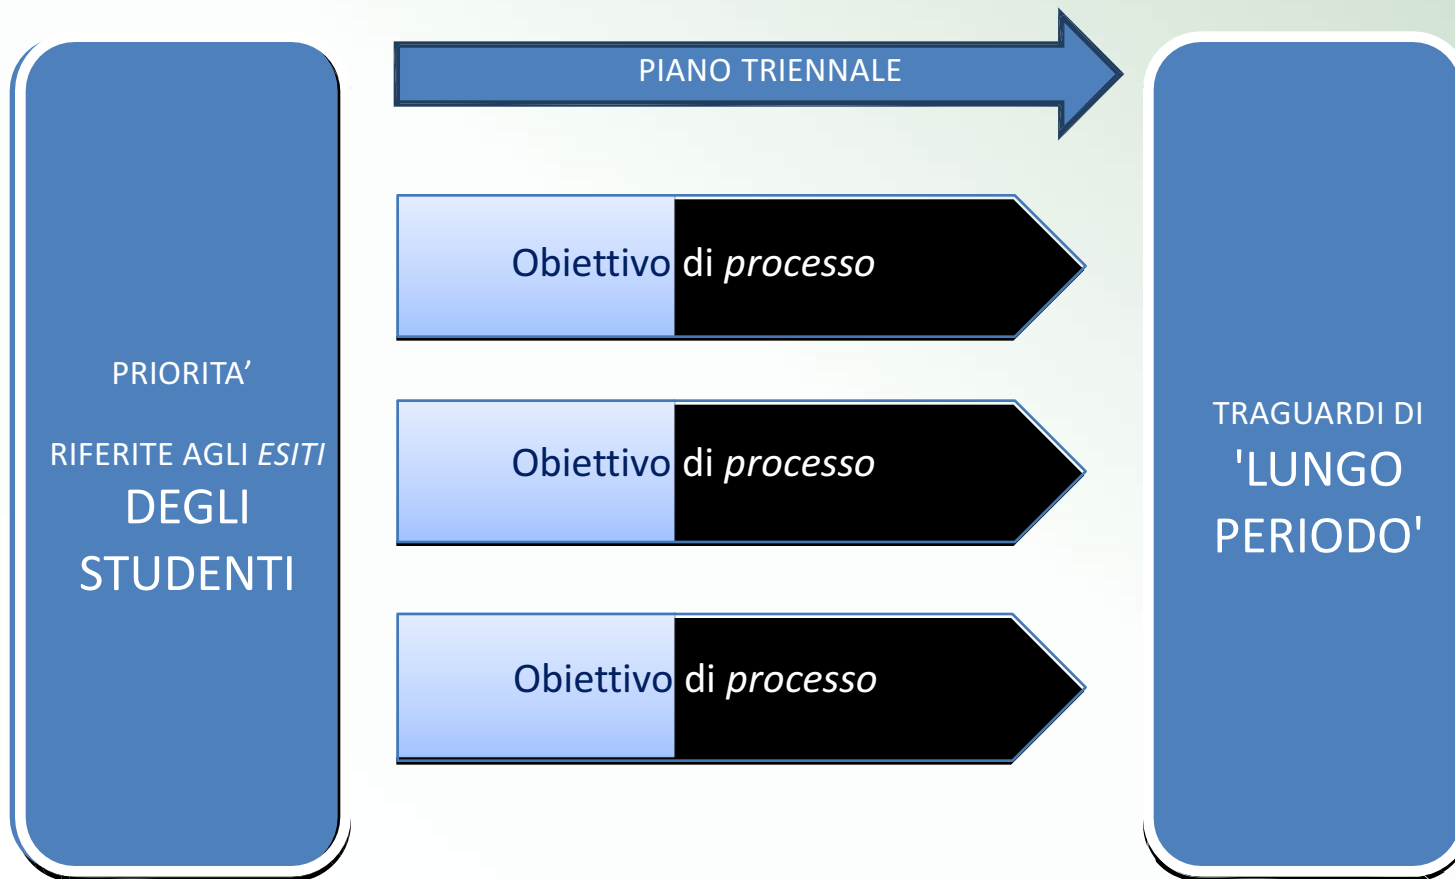 PIANO TRIENNALE
PRIORITA’
RIFERITE AGLI ESITI
DEGLI
STUDENTI
Obiettivo di processo
Obiettivo di processo
Obiettivo di processo
TRAGUARDI DI
'LUNGO
PERIODO'